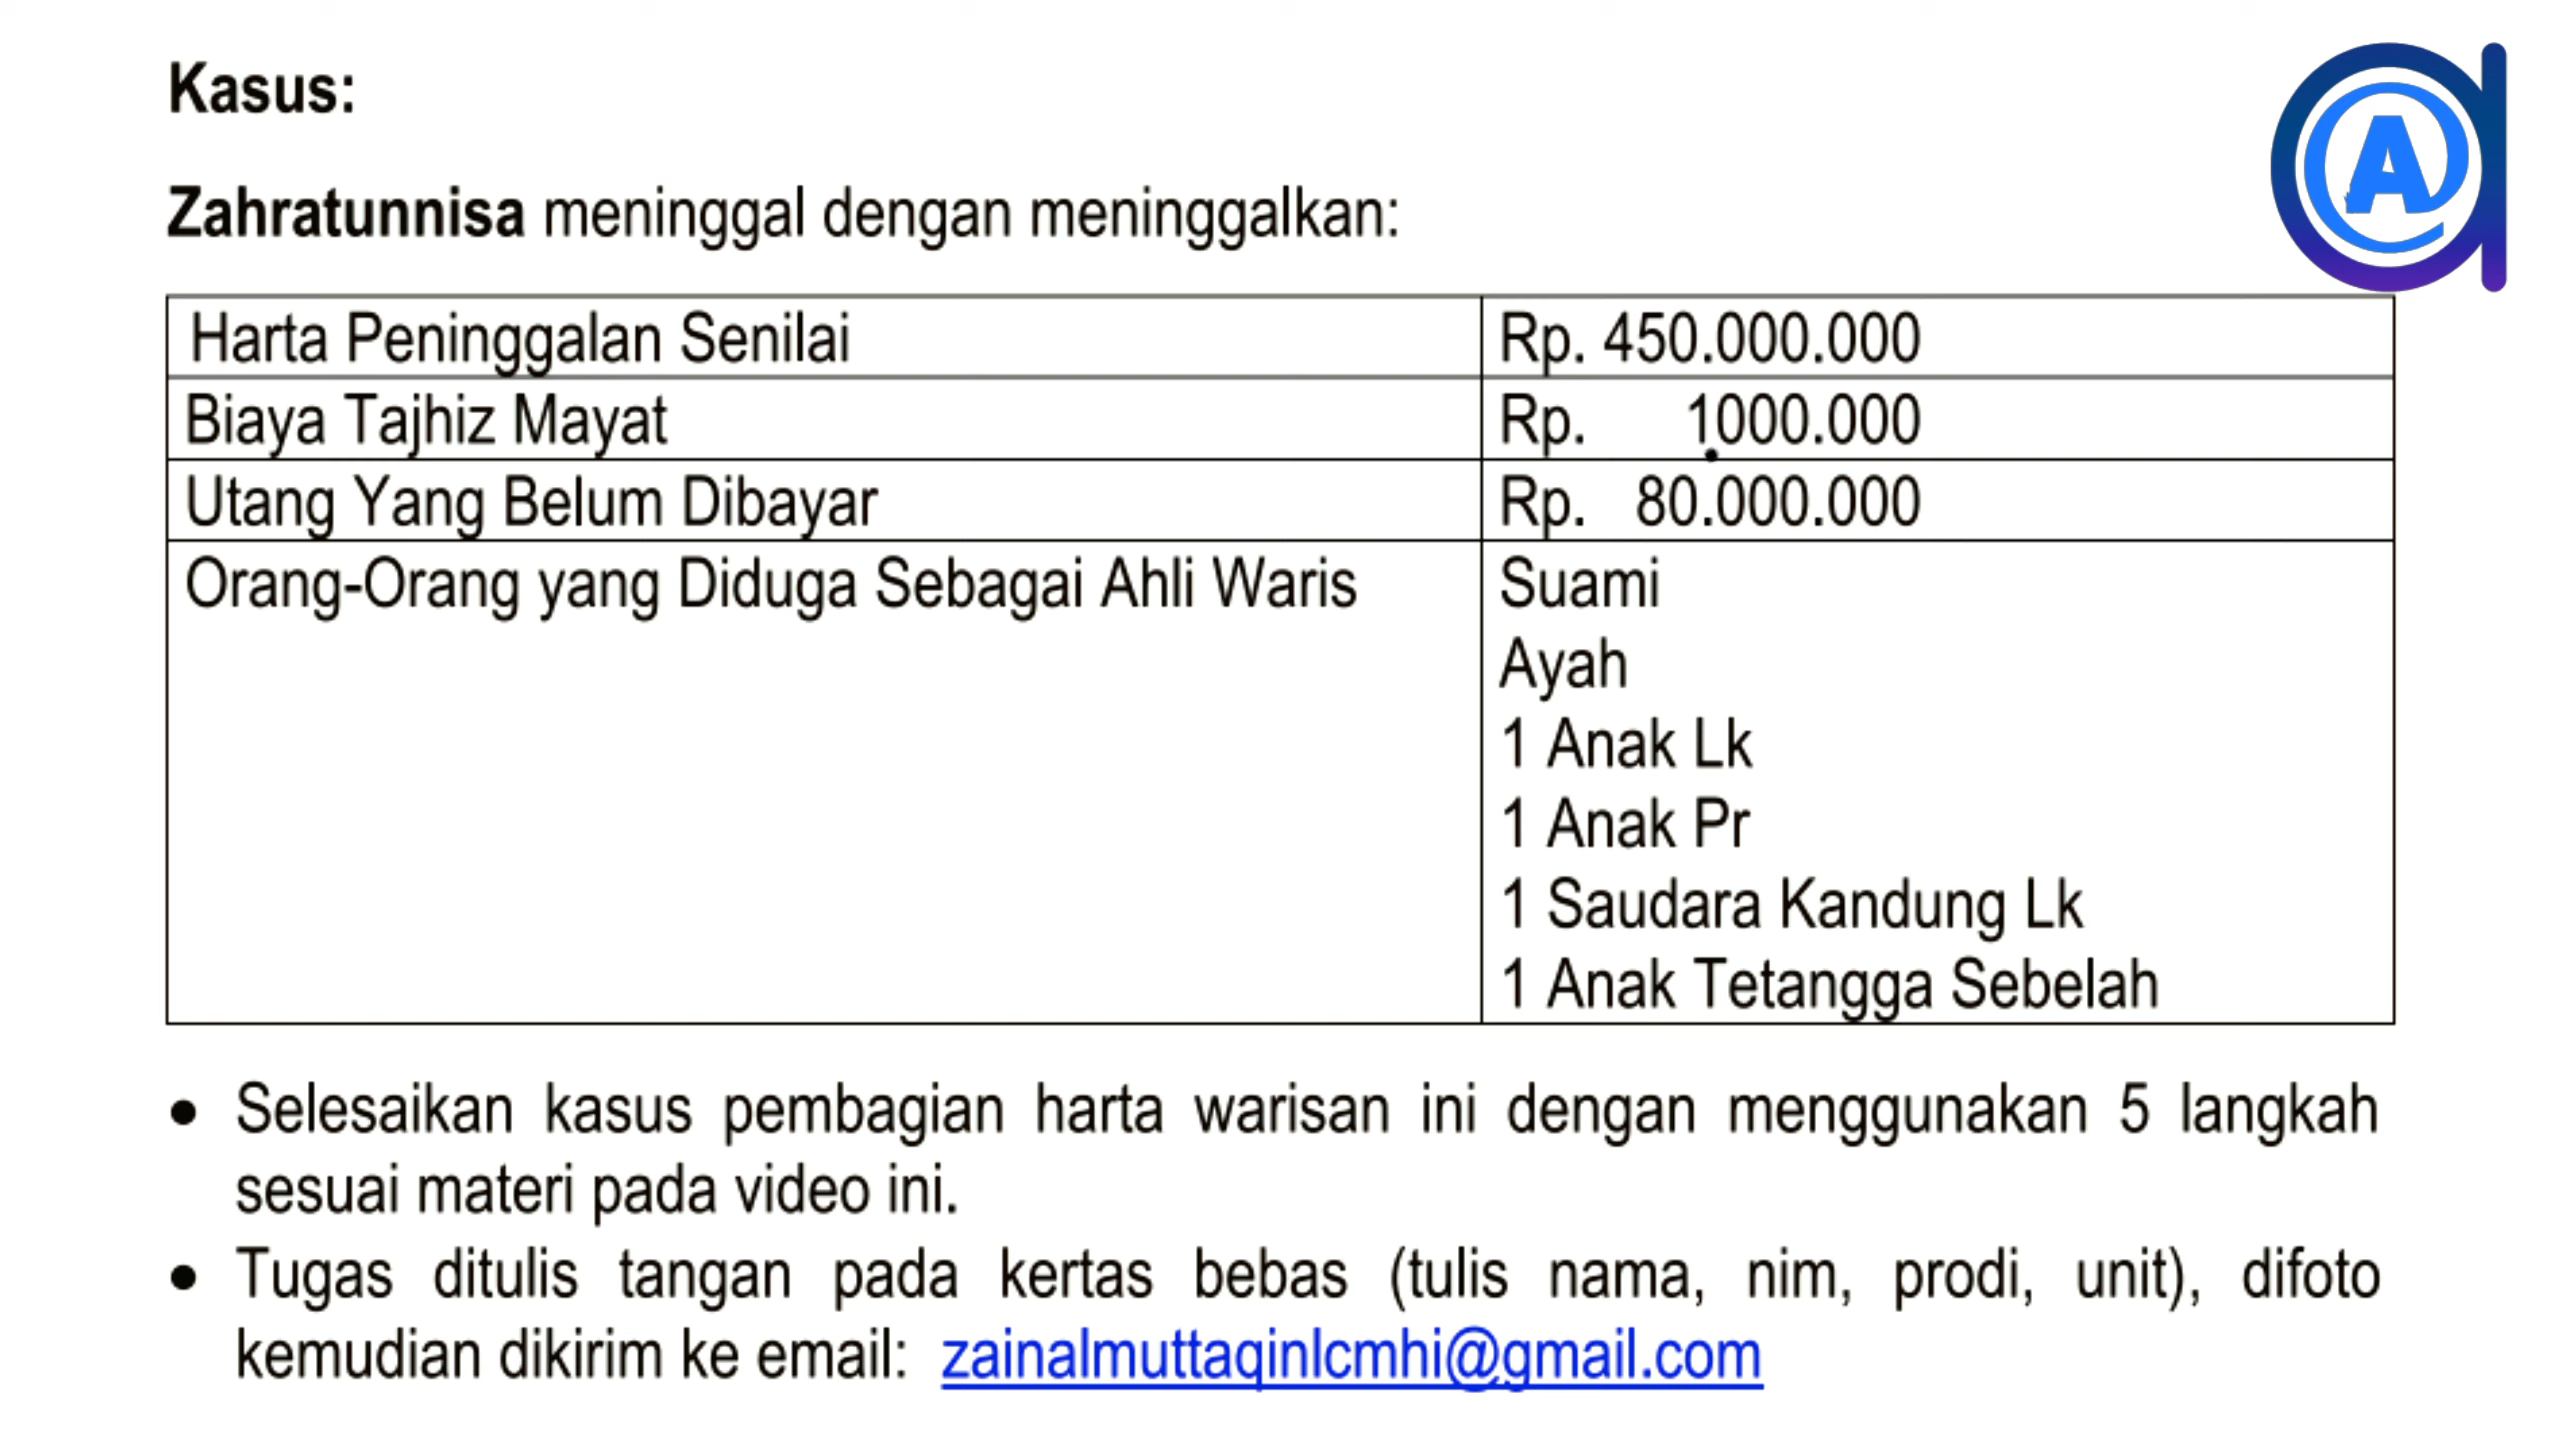 Kasus:
Zahratunnisa meninggal dengan meninggalkan:
Harta Peninggalan Senilai Rp. 450.000.000
Biaya Tajhiz Mayat Rp. 1000.000
Utang Yang Belum Dibayar Rp. 80.000.000
Orang-Orang yang Diduga Sebagai Ahli Waris Suami
Ayah
1 Anak Lk
1 Anak Pr
1 Saudara Kandung Lk
1 Anak Tetangga Sebelah
• Selesaikan kasus pembagian harta warisan ini dengan menggunakan 5 langkah
sesuai materi pada video ini.
• Tugas ditulis tangan pada kertas bebas (tulis nama, nim, prodi, unit), difoto
kemudian dikirim ke email: zainalmuttaqinlcmhi@gmail.com
A